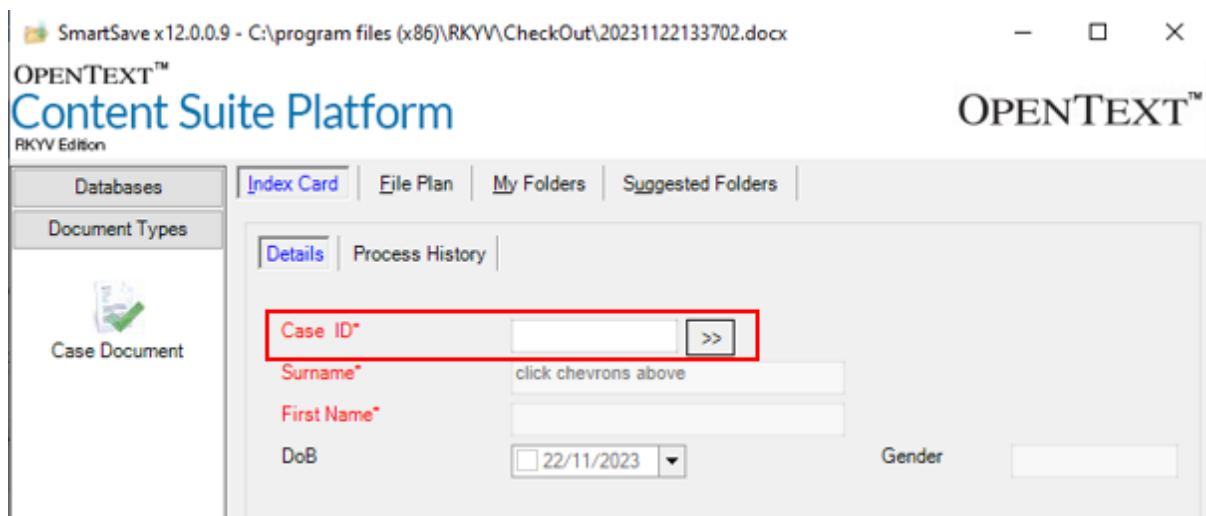 SmartSave x12.0.0.9 - C:\program files (x86)\RKYV\CheckOut\20231122133702.docx
OPENTEXT™
Content Suite Platform
RKYV Edition
OPENTEXT™
Databases
Document Types
Case Document
Index Card File Plan My Folders Suggested Folders
Details Process History
Case ID* >>
Surname* click chevrons above
First Name*
DoB 22/11/2023 Gender